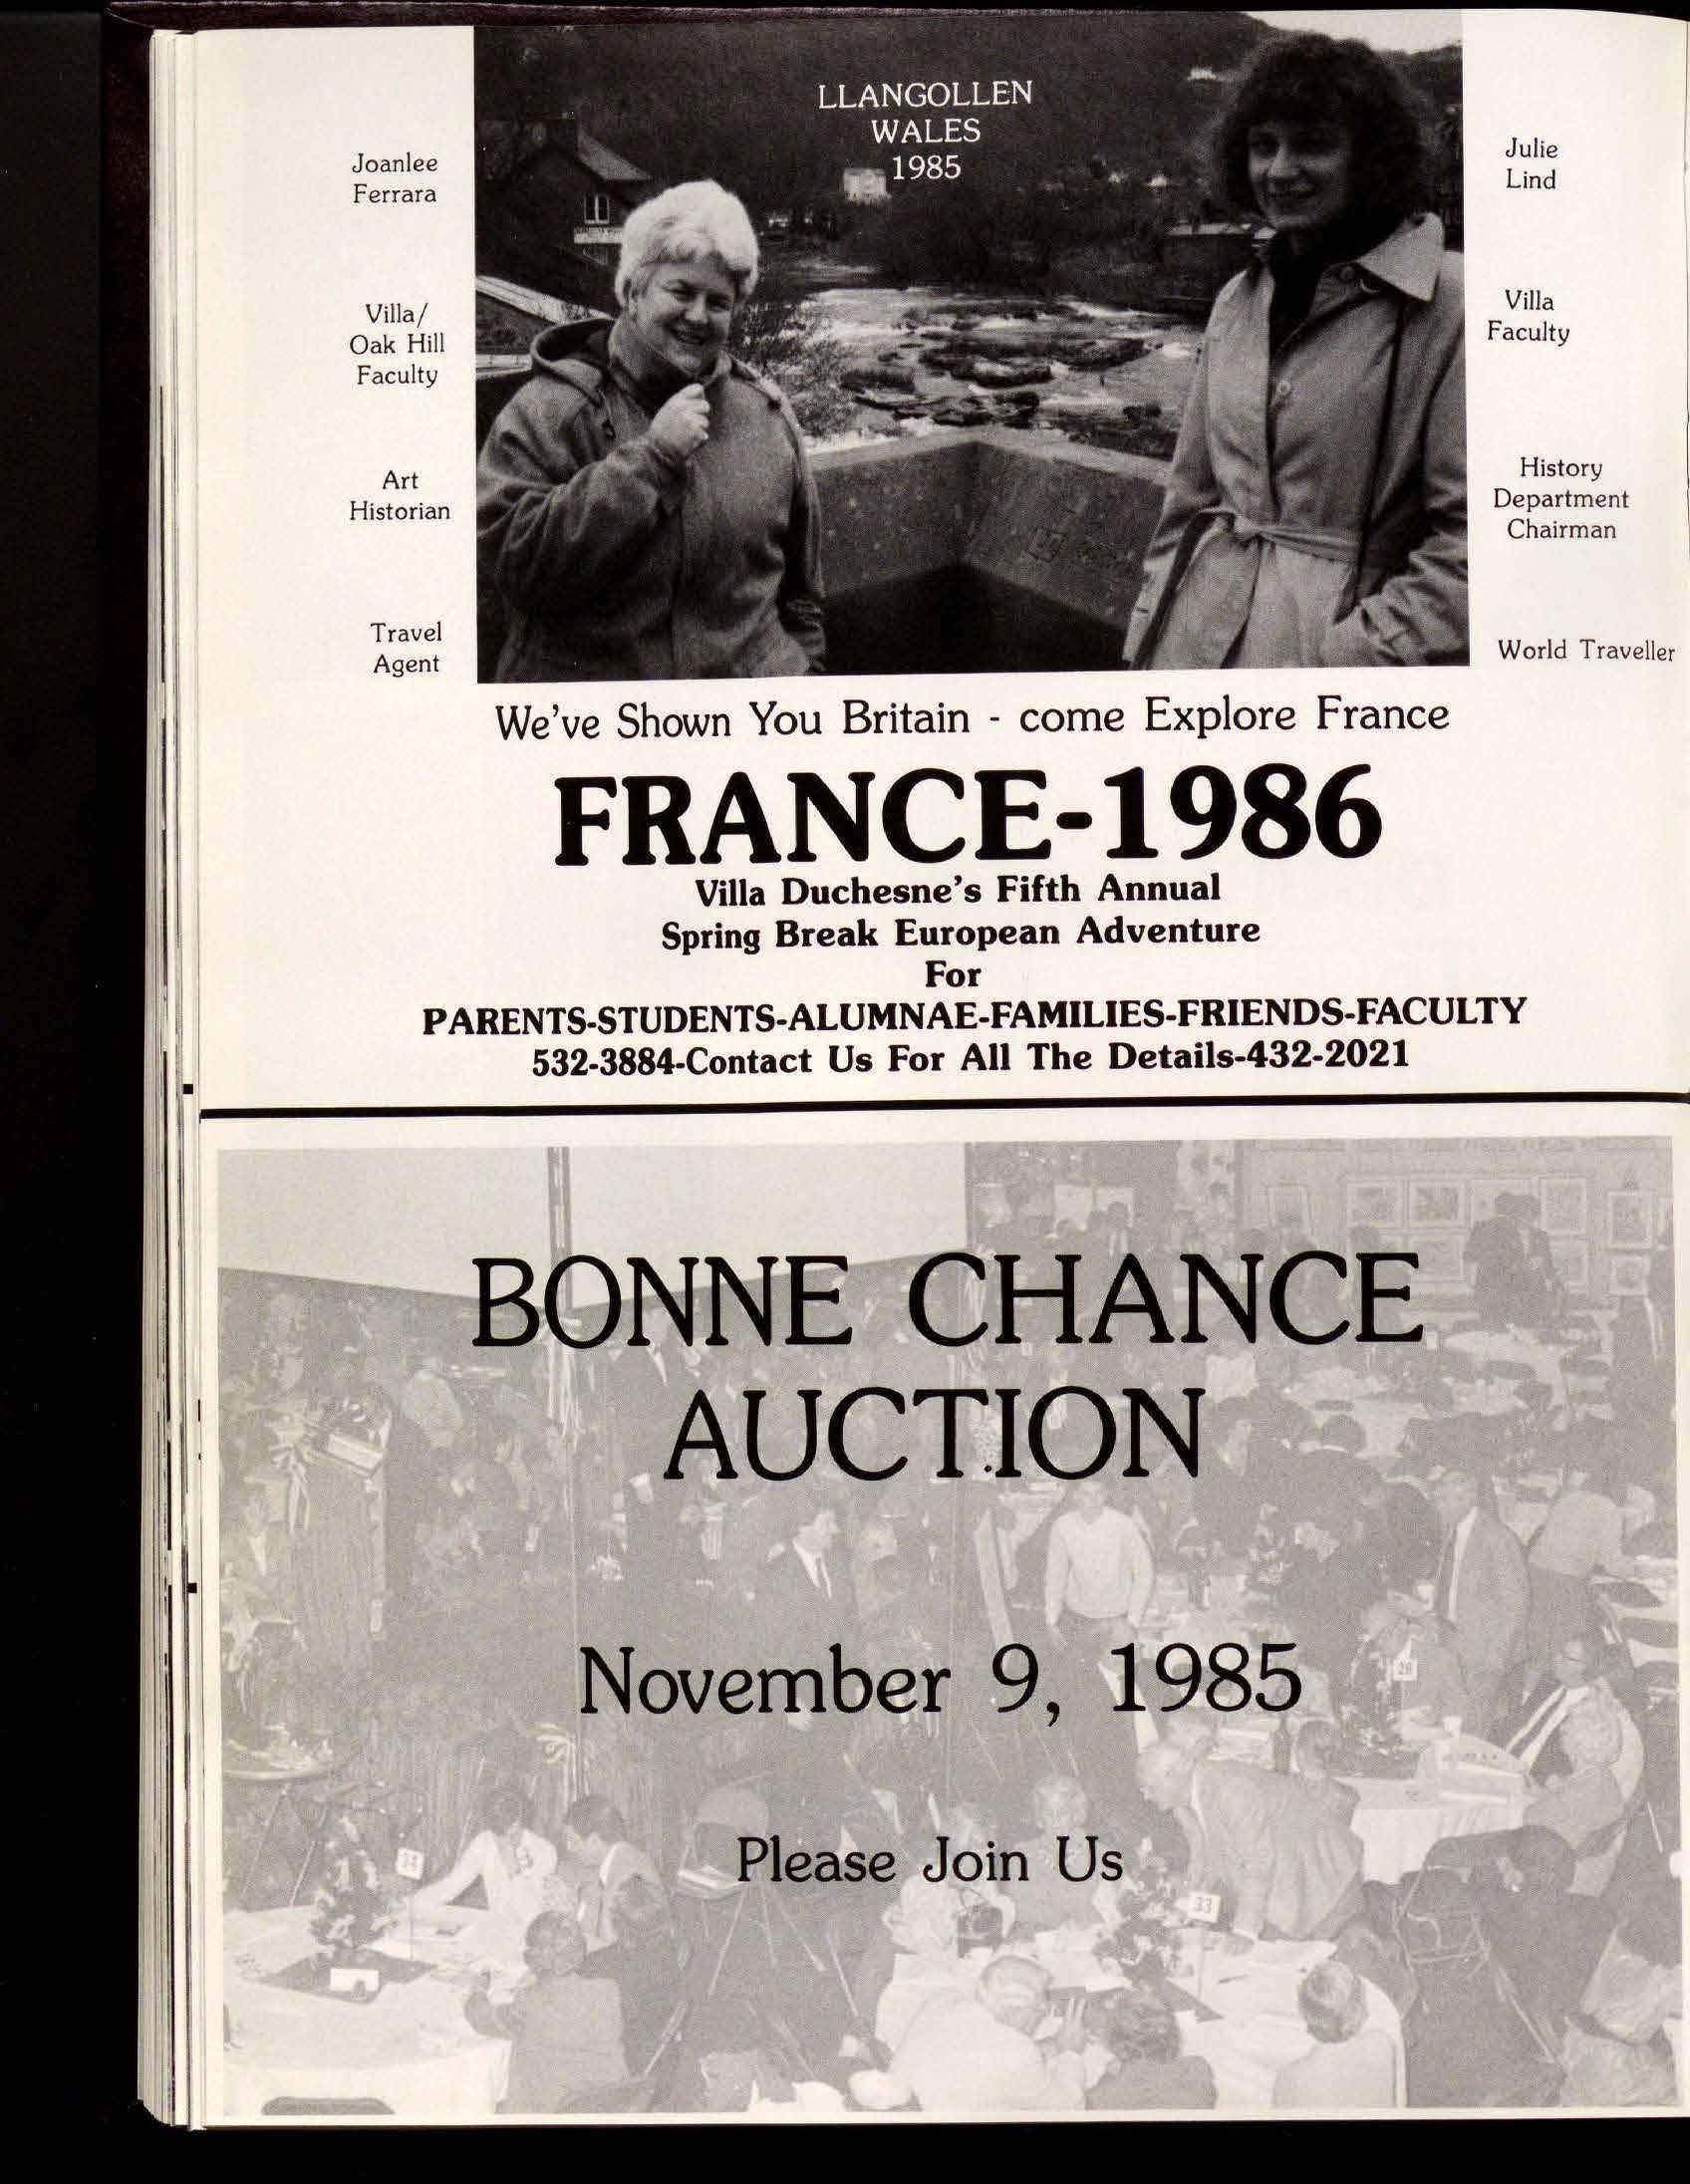 LLANGOLLEN
WALES
1985
Joanlee
Ferrara
Villa/
Oak Hill
Faculty
Art
Historian
Travel
Agent
Julie
Lind
Villa
Faculty
History
Department
Chairman
World Traveller
We've Shown You Britain - come Explore France
FRANCE-1986
Villa Duchesne's Fifth Annual
Spring Break European Adventure
For
PARENTS-STUDENTS-ALUMNAE-FAMILIES-FRIENDS-FACULTY
532-3884-Contact Us For All The Details-432-2021
BONNE CHANCE
AUCTION
November 9, 1985
28
Please Join Us
33